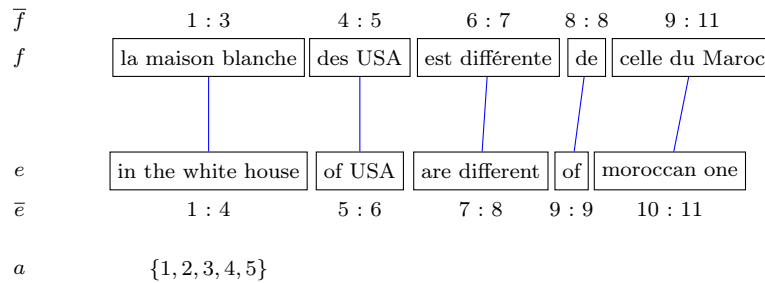 f̅ 1 : 3 4 : 5 6 : 7 8 : 8 9 : 11
f la maison blanche des USA est différente de celle du Maroc
e in the white house of USA are different of moroccan one
e̅ 1 : 4 5 : 6 7 : 8 9 : 9 10 : 11
a {1, 2, 3, 4, 5}